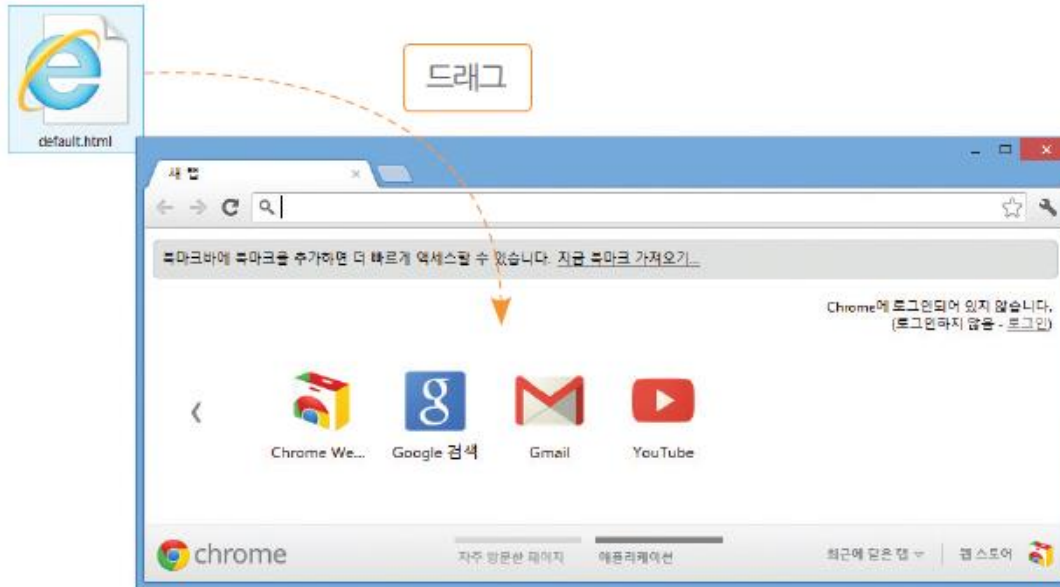 드래그
default.html
새 탭
북마크바에 북마크을 추가하면 더 빠르게 액세스할 수 있습니다. 지금 북마크 가져오기...
Chrome에 로그인되어 있지 않습니다.
(로그인하지 않음 - 로그인)
Chrome We...
Google 검색
Gmail
YouTube
chrome
자주 방문한 페이지
애플리케이션
최근에 닫은 탭
웹 스토어